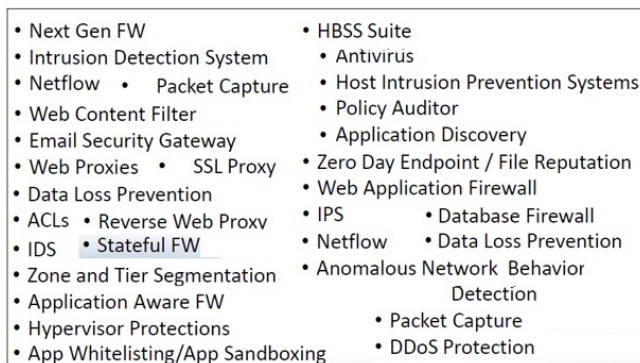 • Next Gen FW
• Intrusion Detection System
• Netflow • Packet Capture
• Web Content Filter
• Email Security Gateway
• Web Proxies • SSL Proxy
• Data Loss Prevention
• ACLs • Reverse Web Proxy
• IDS • Stateful FW
• Zone and Tier Segmentation
• Application Aware FW
• Hypervisor Protections
• App Whitelisting/App Sandboxing
• HBSS Suite
• Antivirus
• Host Intrusion Prevention Systems
• Policy Auditor
• Application Discovery
• Zero Day Endpoint / File Reputation
• Web Application Firewall
• IPS • Database Firewall
• Netflow • Data Loss Prevention
• Anomalous Network Behavior
Detection
• Packet Capture
• DDoS Protection